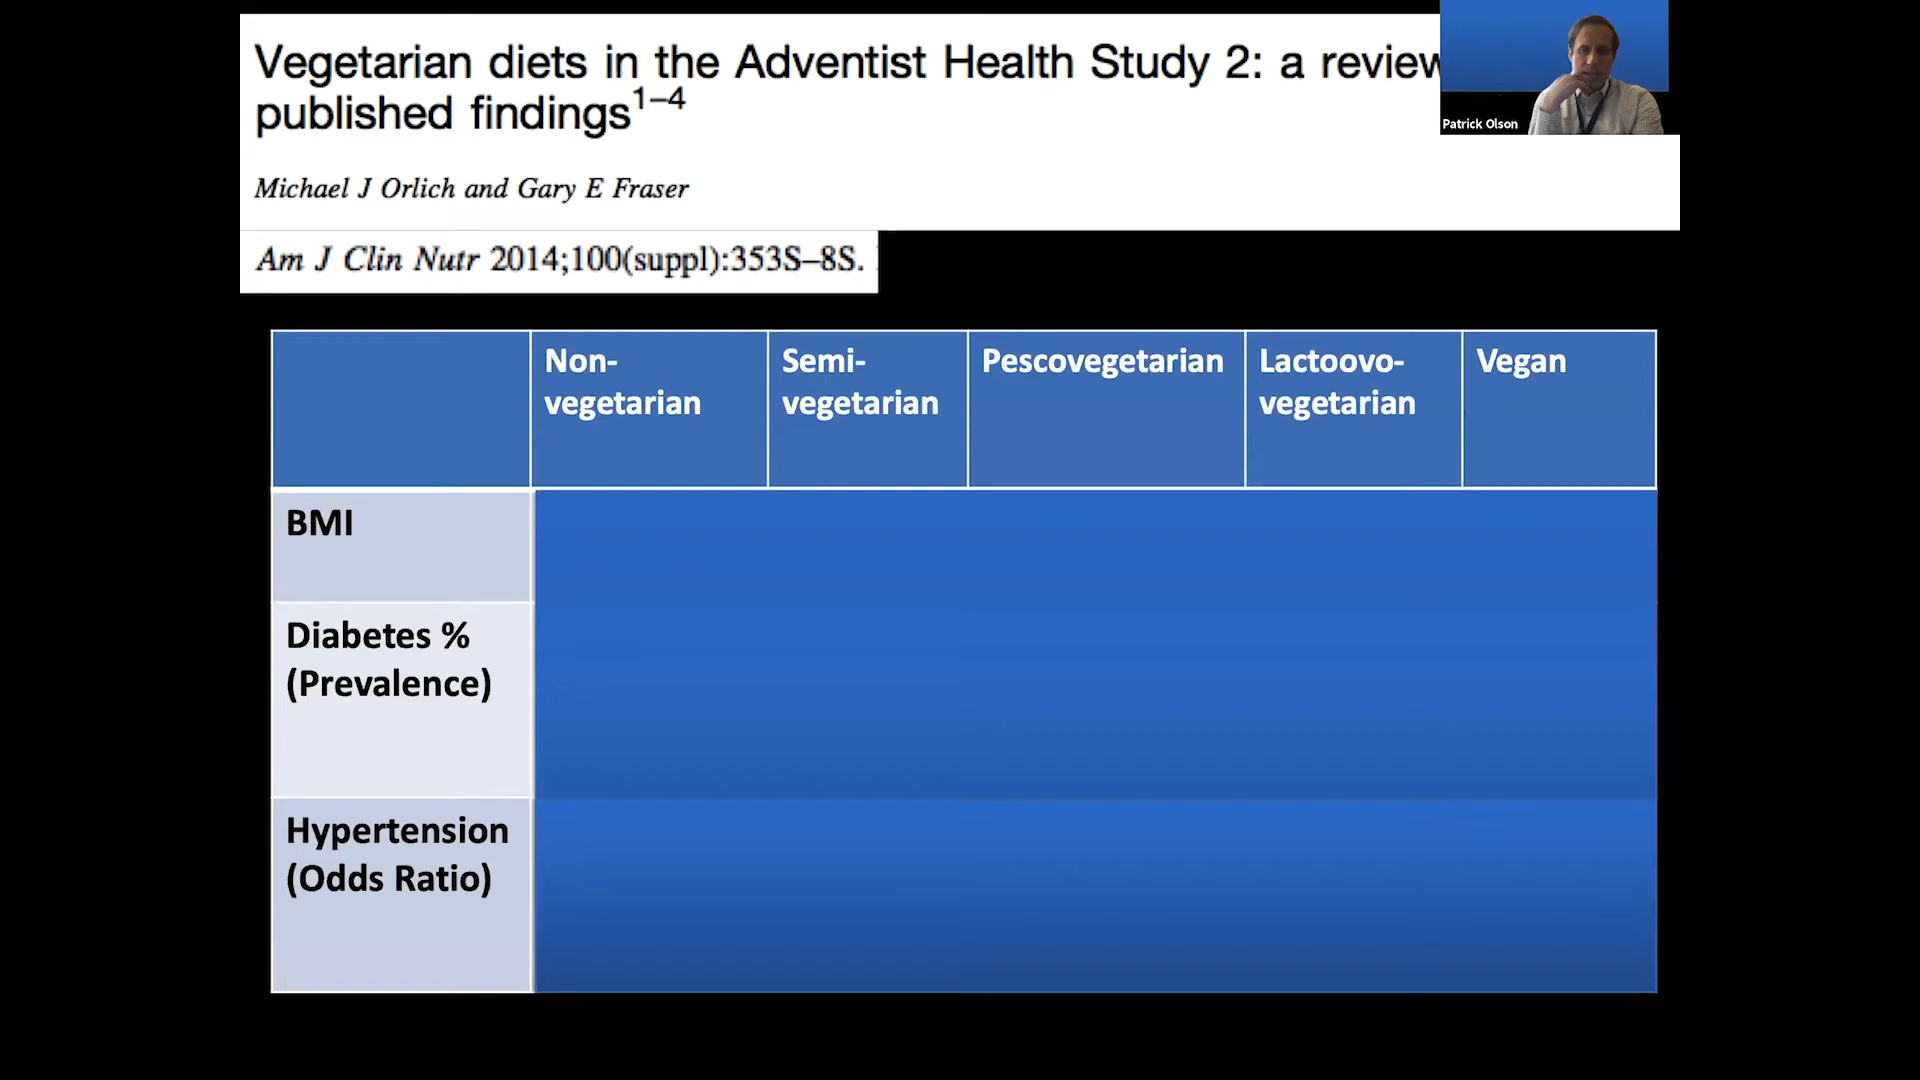 Vegetarian diets in the Adventist Health Study 2: a review
published findings1–4
Patrick Olson
Michael J Orlich and Gary E Fraser
Am J Clin Nutr 2014;100(suppl):353S–8S.
Non-
vegetarian
Semi-
vegetarian
Pescovegetarian
Lactoovo-
vegetarian
Vegan
BMI
Diabetes %
(Prevalence)
Hypertension
(Odds Ratio)